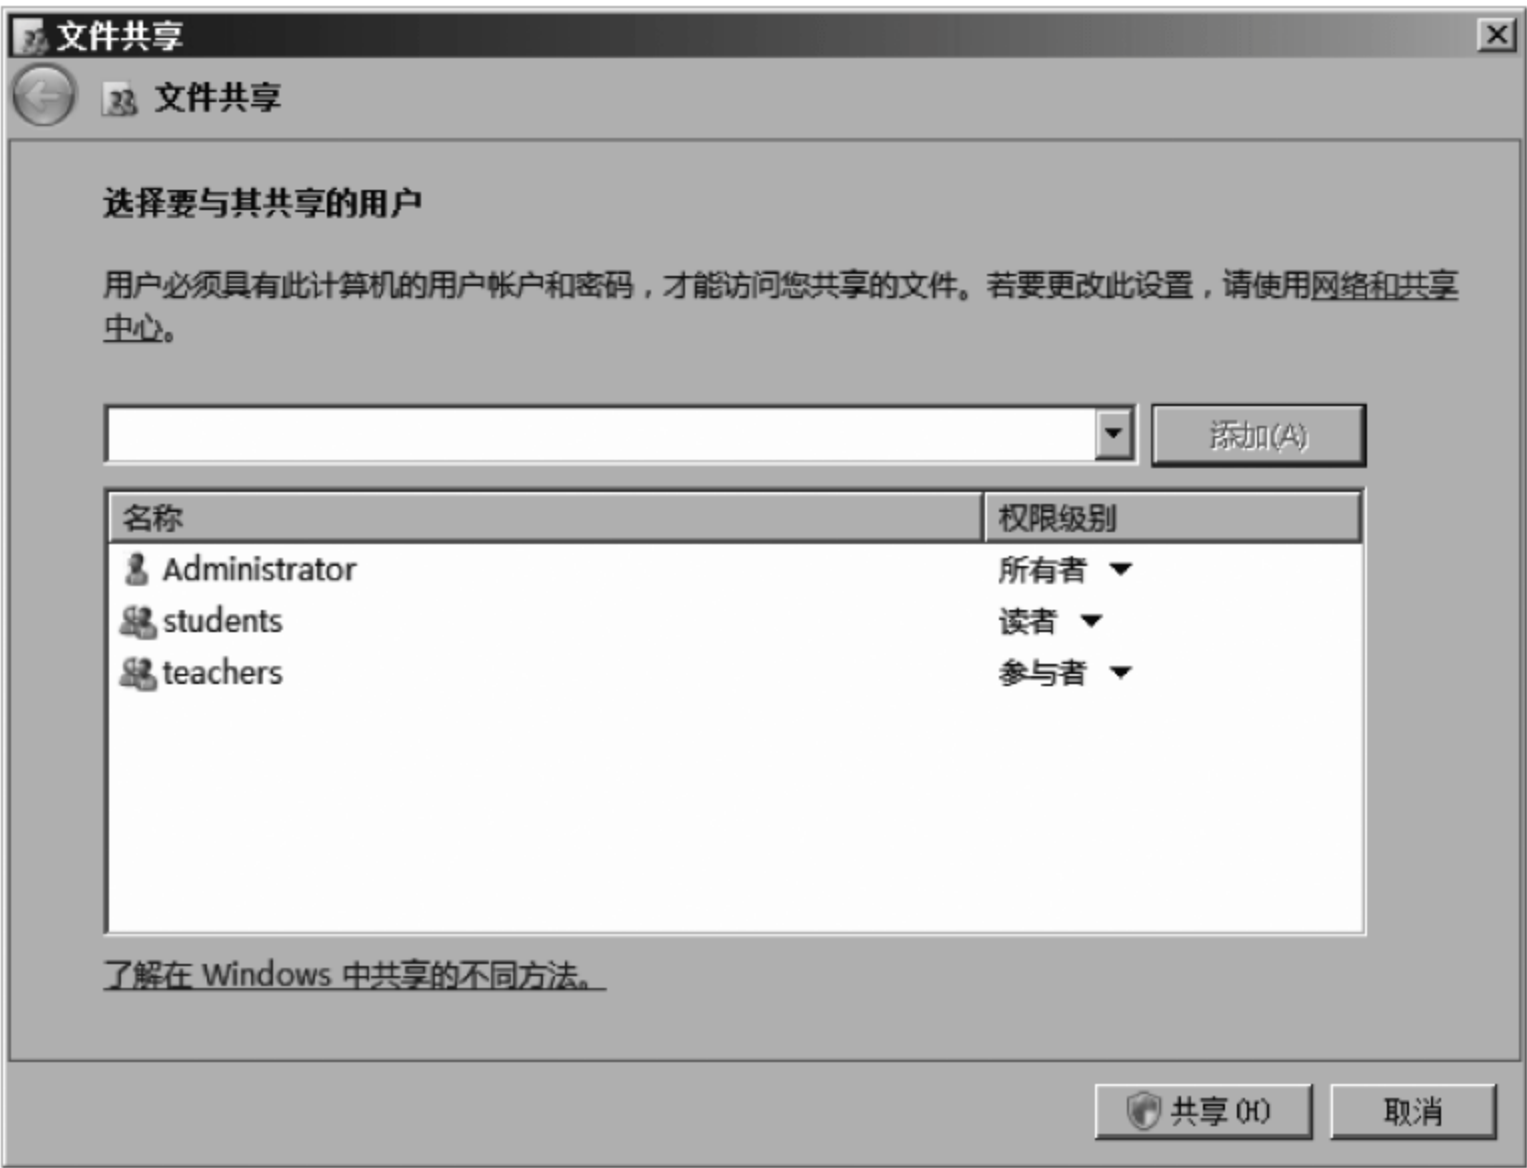 文件共享
文件共享
选择要与其共享的用户
用户必须具有此计算机的用户帐户和密码，才能访问您共享的文件。若要更改此设置，请使用网络和共享
中心。
添加(A)
名称 权限级别
Administrator 所有者
students 读者
teachers 参与者
了解在 Windows 中共享的不同方法。
共享(H) 取消